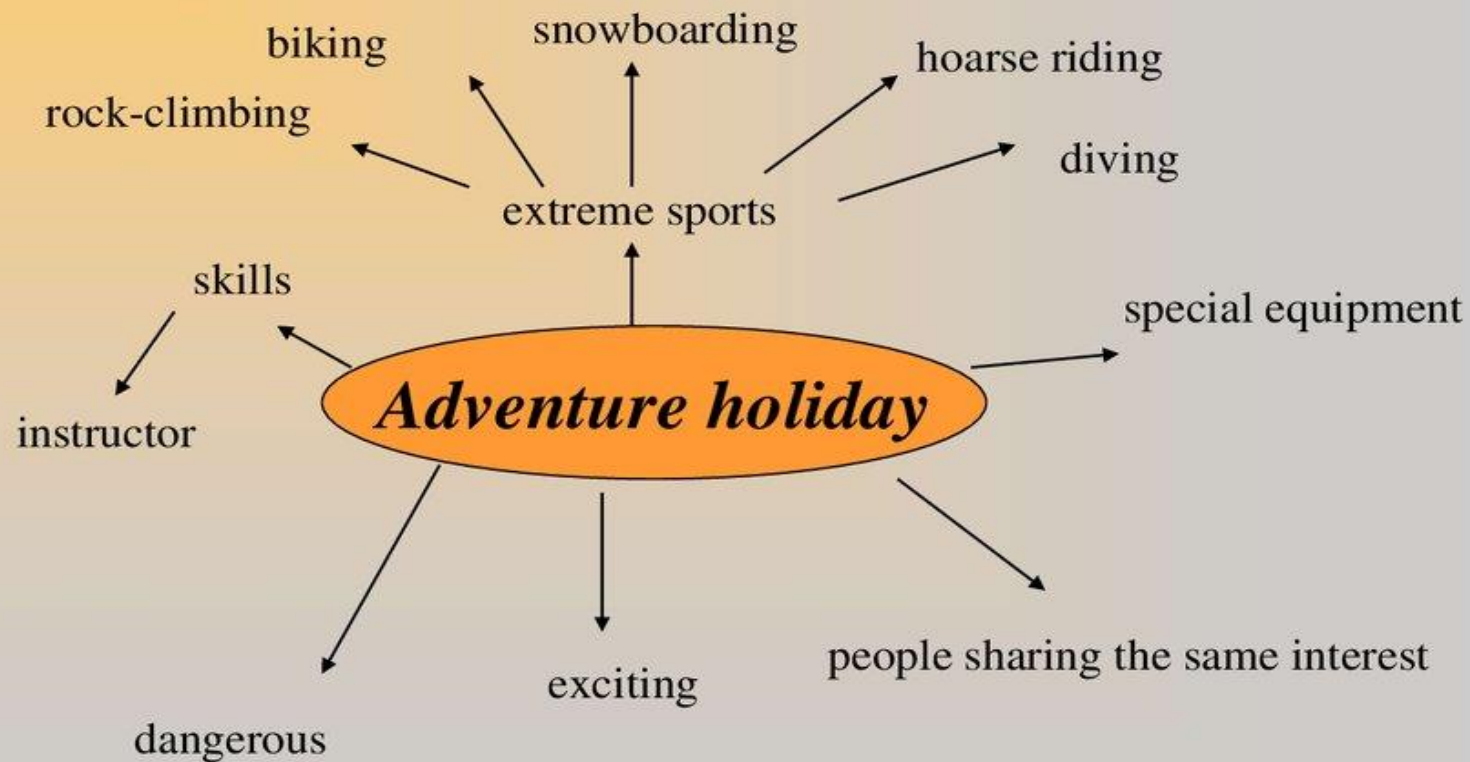 snowboarding
biking
hoarse riding
rock-climbing
diving
extreme sports
skills
special equipment
Adventure holiday
instructor
people sharing the same interest
exciting
dangerous